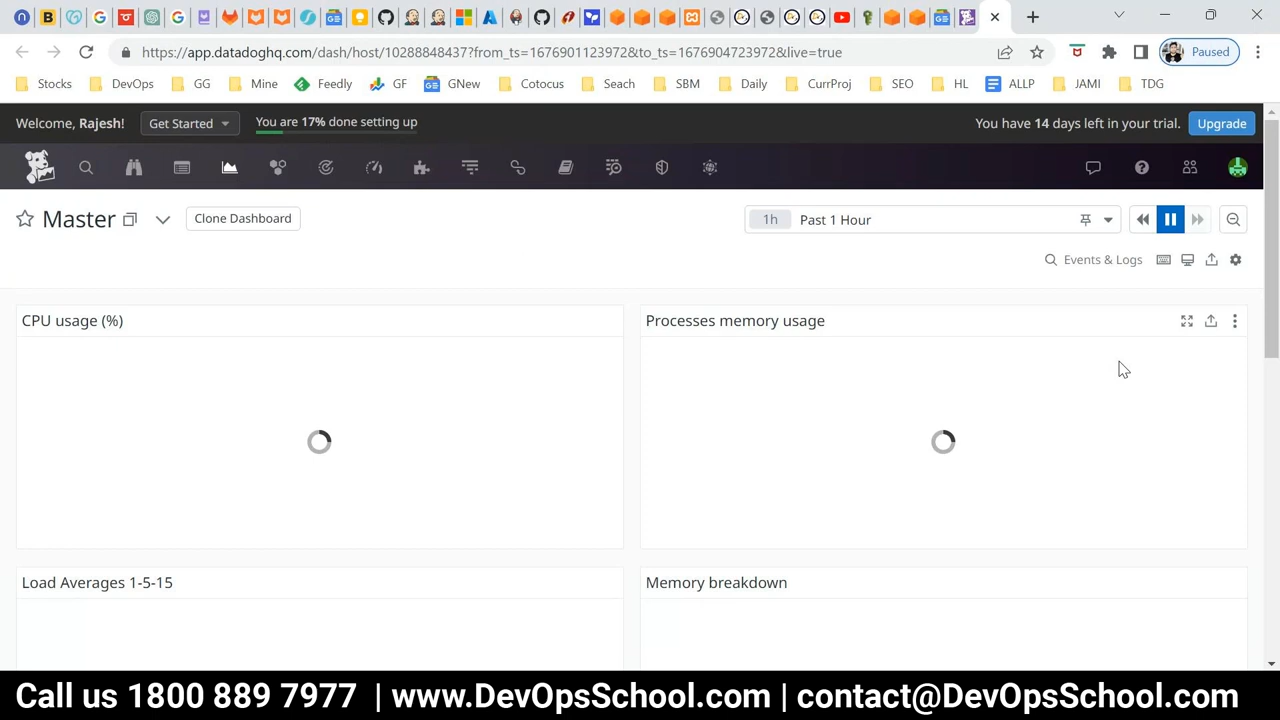 https://app.datadoghq.com/dash/host/10288848437?from_ts=1676901123972&to_ts=1676904723972&live=true
Paused
Stocks
DevOps
GG
Mine
Feedly
GF
GNew
Cotocus
Seach
SBM
Daily
CurrProj
SEO
HL
ALLP
JAMI
TDG
Welcome, Rajesh!
Get Started
You are 17% done setting up
You have 14 days left in your trial.
Upgrade
Master
Clone Dashboard
1h
Past 1 Hour
Events & Logs
CPU usage (%)
Processes memory usage
Load Averages 1-5-15
Memory breakdown
Call us 1800 889 7977 | www.DevOpsSchool.com | contact@DevOpsSchool.com